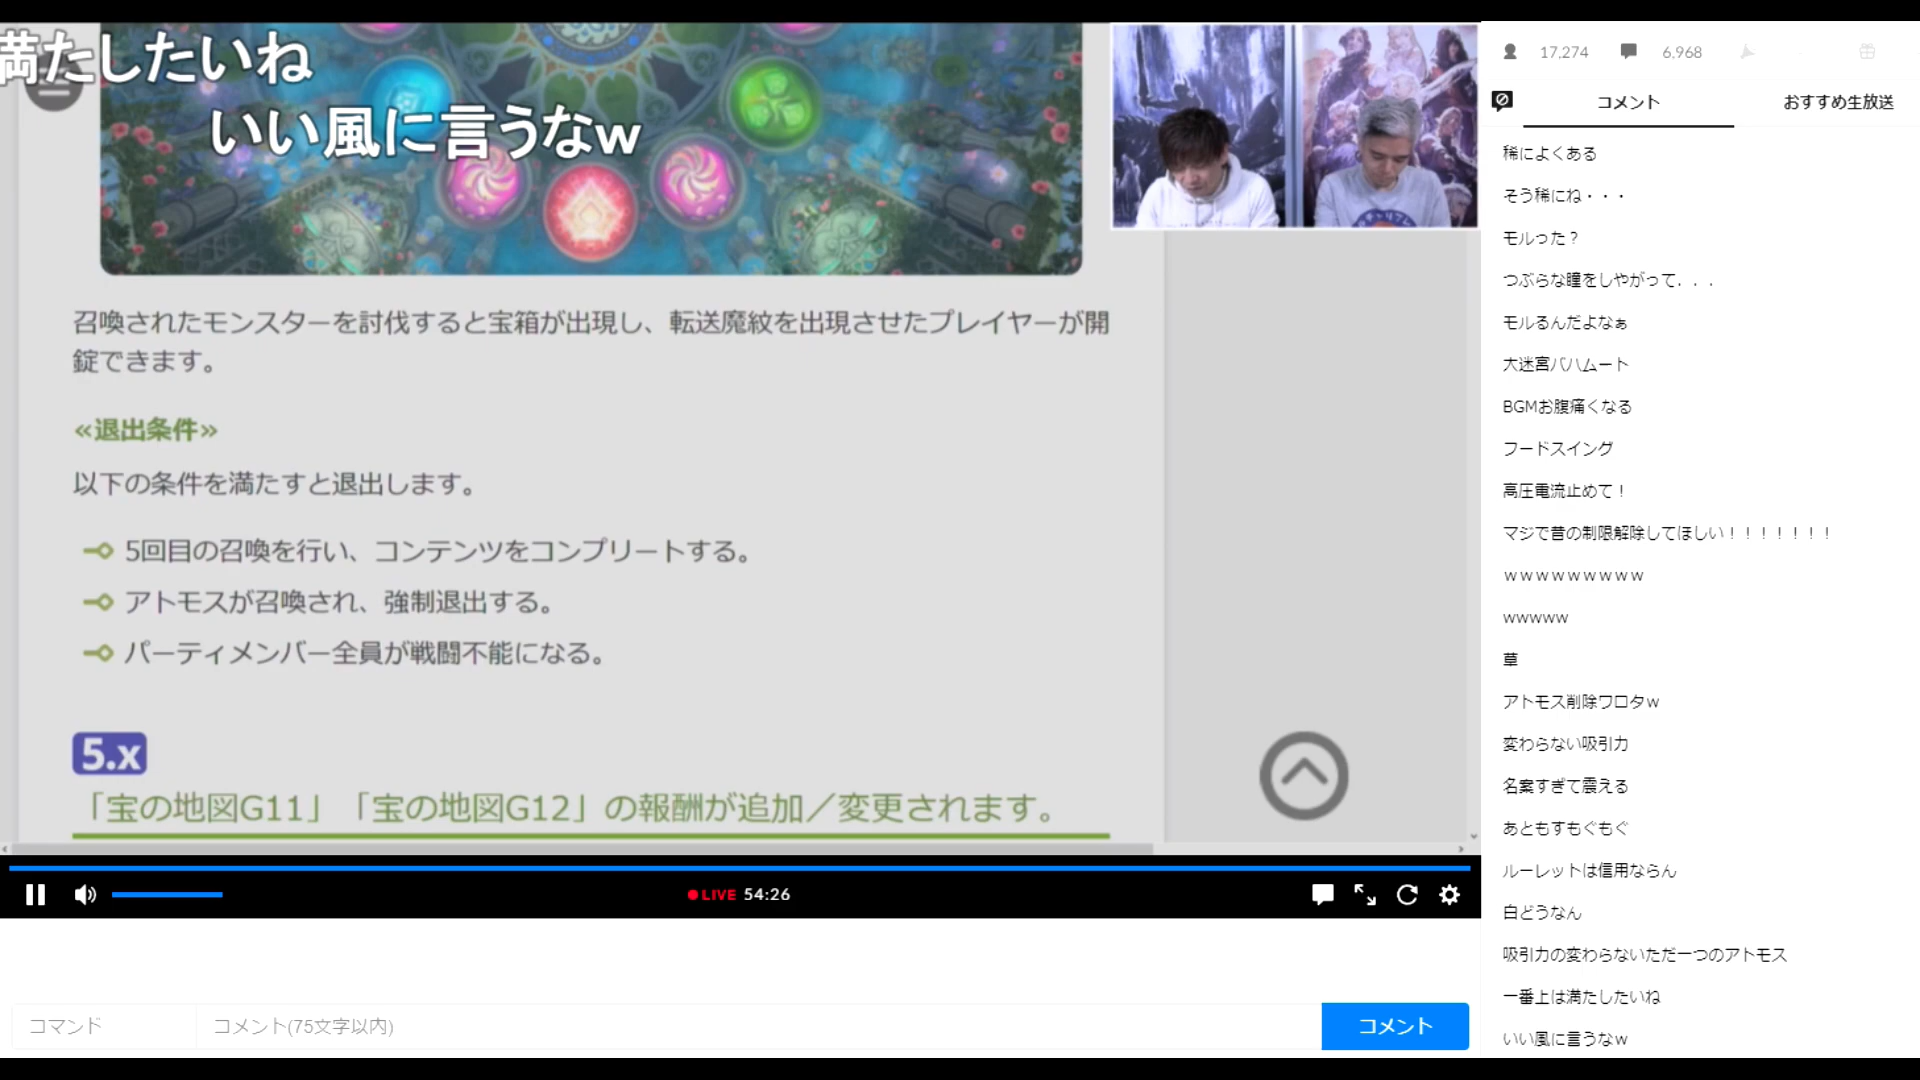 満たしたいね
いい風に言うなw
召喚されたモンスターを討伐すると宝箱が出現し、転送魔紋を出現させたプレイヤーが開
錠できます。
≪退出条件≫
以下の条件を満たすと退出します。
5回目の召喚を行い、コンテンツをコンプリートする。
アトモスが召喚され、強制退出する。
パーティメンバー全員が戦闘不能になる。
5.x
「宝の地図G11」「宝の地図G12」の報酬が追加／変更されます。
LIVE 54:26
コマンド
コメント(75文字以内)
コメント
17,274
6,968
コメント
おすすめ生放送
稀によくある
そう稀にね・・・
モルった？
つぶらな瞳をしやがって．．．
モルるんだよなぁ
大迷宮バハムート
BGMお腹痛くなる
フードスイング
高圧電流止めて！
マジで昔の制限解除してほしい！！！！！！！
ｗｗｗｗｗｗｗｗｗ
wwwww
草
アトモス削除ワロタw
変わらない吸引力
名案すぎて震える
あともすもぐもぐ
ルーレットは信用ならん
白どうなん
吸引力の変わらないただ一つのアトモス
一番上は満たしたいね
いい風に言うなw